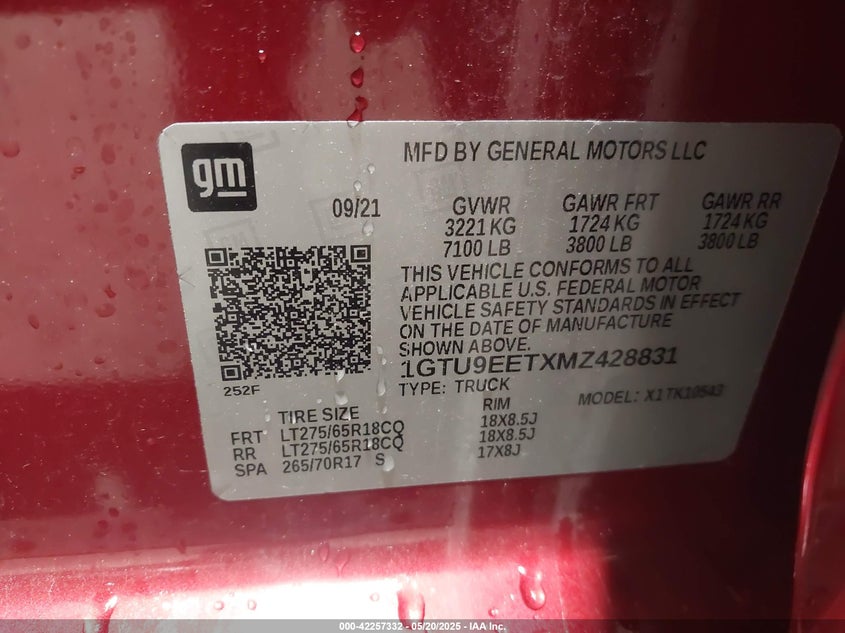 gm
MFD BY GENERAL MOTORS LLC
09/21
GVWR GAWR FRT GAWR RR
3221 KG 1724 KG 1724 KG
7100 LB 3800 LB 3800 LB
THIS VEHICLE CONFORMS TO ALL
APPLICABLE U.S. FEDERAL MOTOR
VEHICLE SAFETY STANDARDS IN EFFECT
ON THE DATE OF MANUFACTURE
SHOWN ABOVE.
1GTU9EETXMZ428831
252F
TYPE: TRUCK MODEL: X1TK10543
TIRE SIZE RIM
FRT LT275/65R18CQ 18X8.5J
RR LT275/65R18CQ 18X8.5J
SPA 265/70R17 S 17X8J
000-42257332 — 05/20/2025 — IAA Inc.